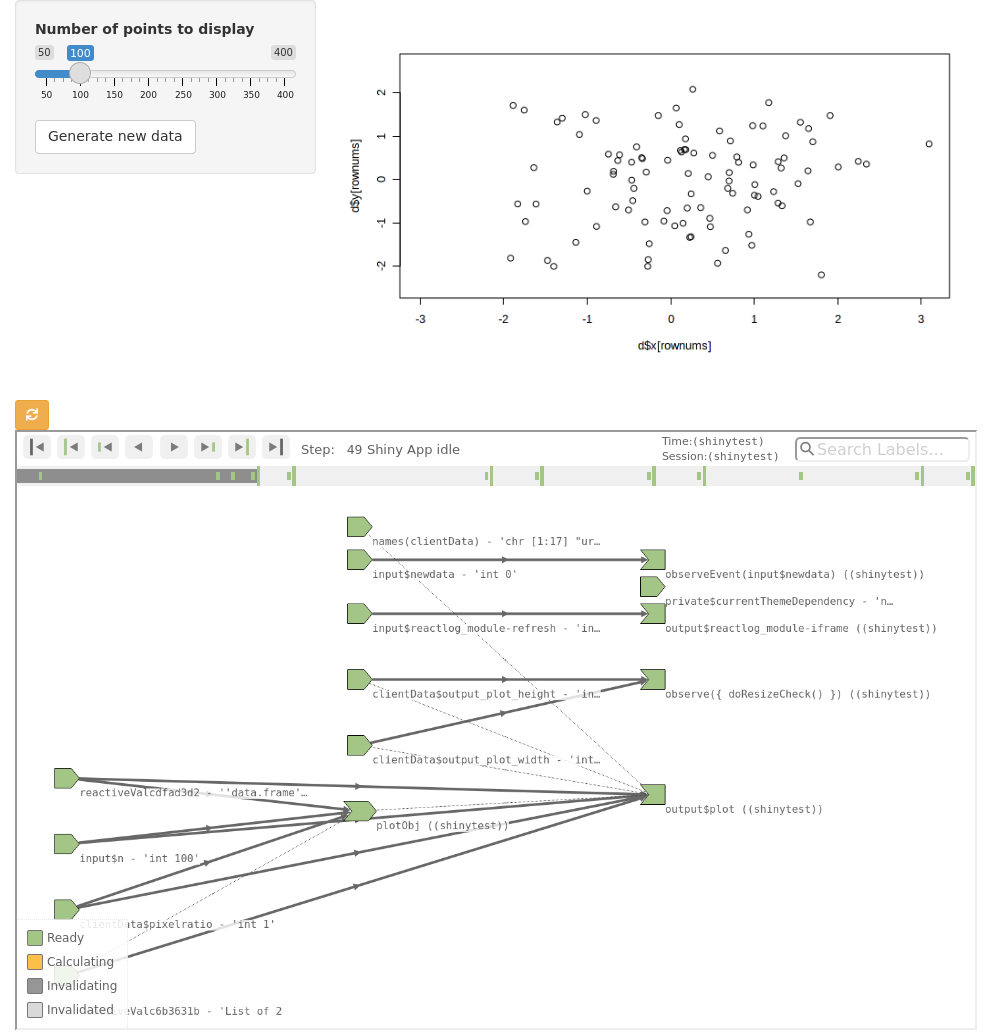 Number of points to display
50 100 400
50 100 150 200 250 300 350 400
Generate new data
2
1
0
-1
-2
d$y[rownums]
-3 -2 -1 0 1 2 3
d$x[rownums]
Step: 49 Shiny App idle
Time:(shinytest)
Session:(shinytest)
Search Labels...
names(clientData) - 'chr [1:17] "ur…
input$newdata - 'int 0'
observeEvent(input$newdata) ((shinytest))
private$currentThemeDependency - 'n…
input$reactlog_module-refresh - 'in…
output$reactlog_module-iframe ((shinytest))
clientData$output_plot_height - 'in…
observe({ doResizeCheck() }) ((shinytest))
clientData$output_plot_width - 'int…
reactiveValcdfad3d2 - ''data.frame'…
output$plot ((shinytest))
plotObj ((shinytest))
input$n - 'int 100'
clientData$pixelratio - 'int 1'
Ready
Calculating
Invalidating
Invalidated
veValc6b3631b - 'List of 2